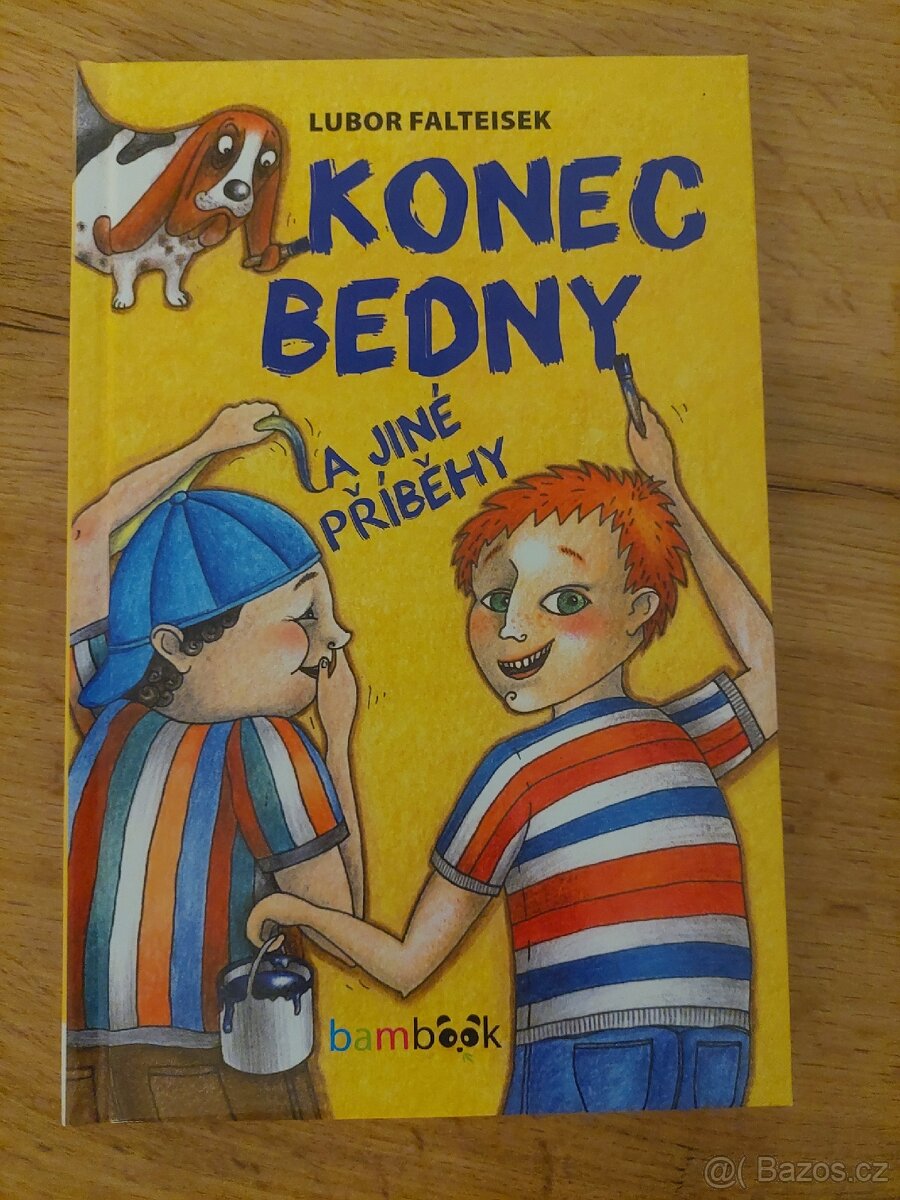 LUBOR FALTEISEK
KONEC
BEDNY
A JINÉ
PŘÍBĚHY
bambook
@( Bazos.cz